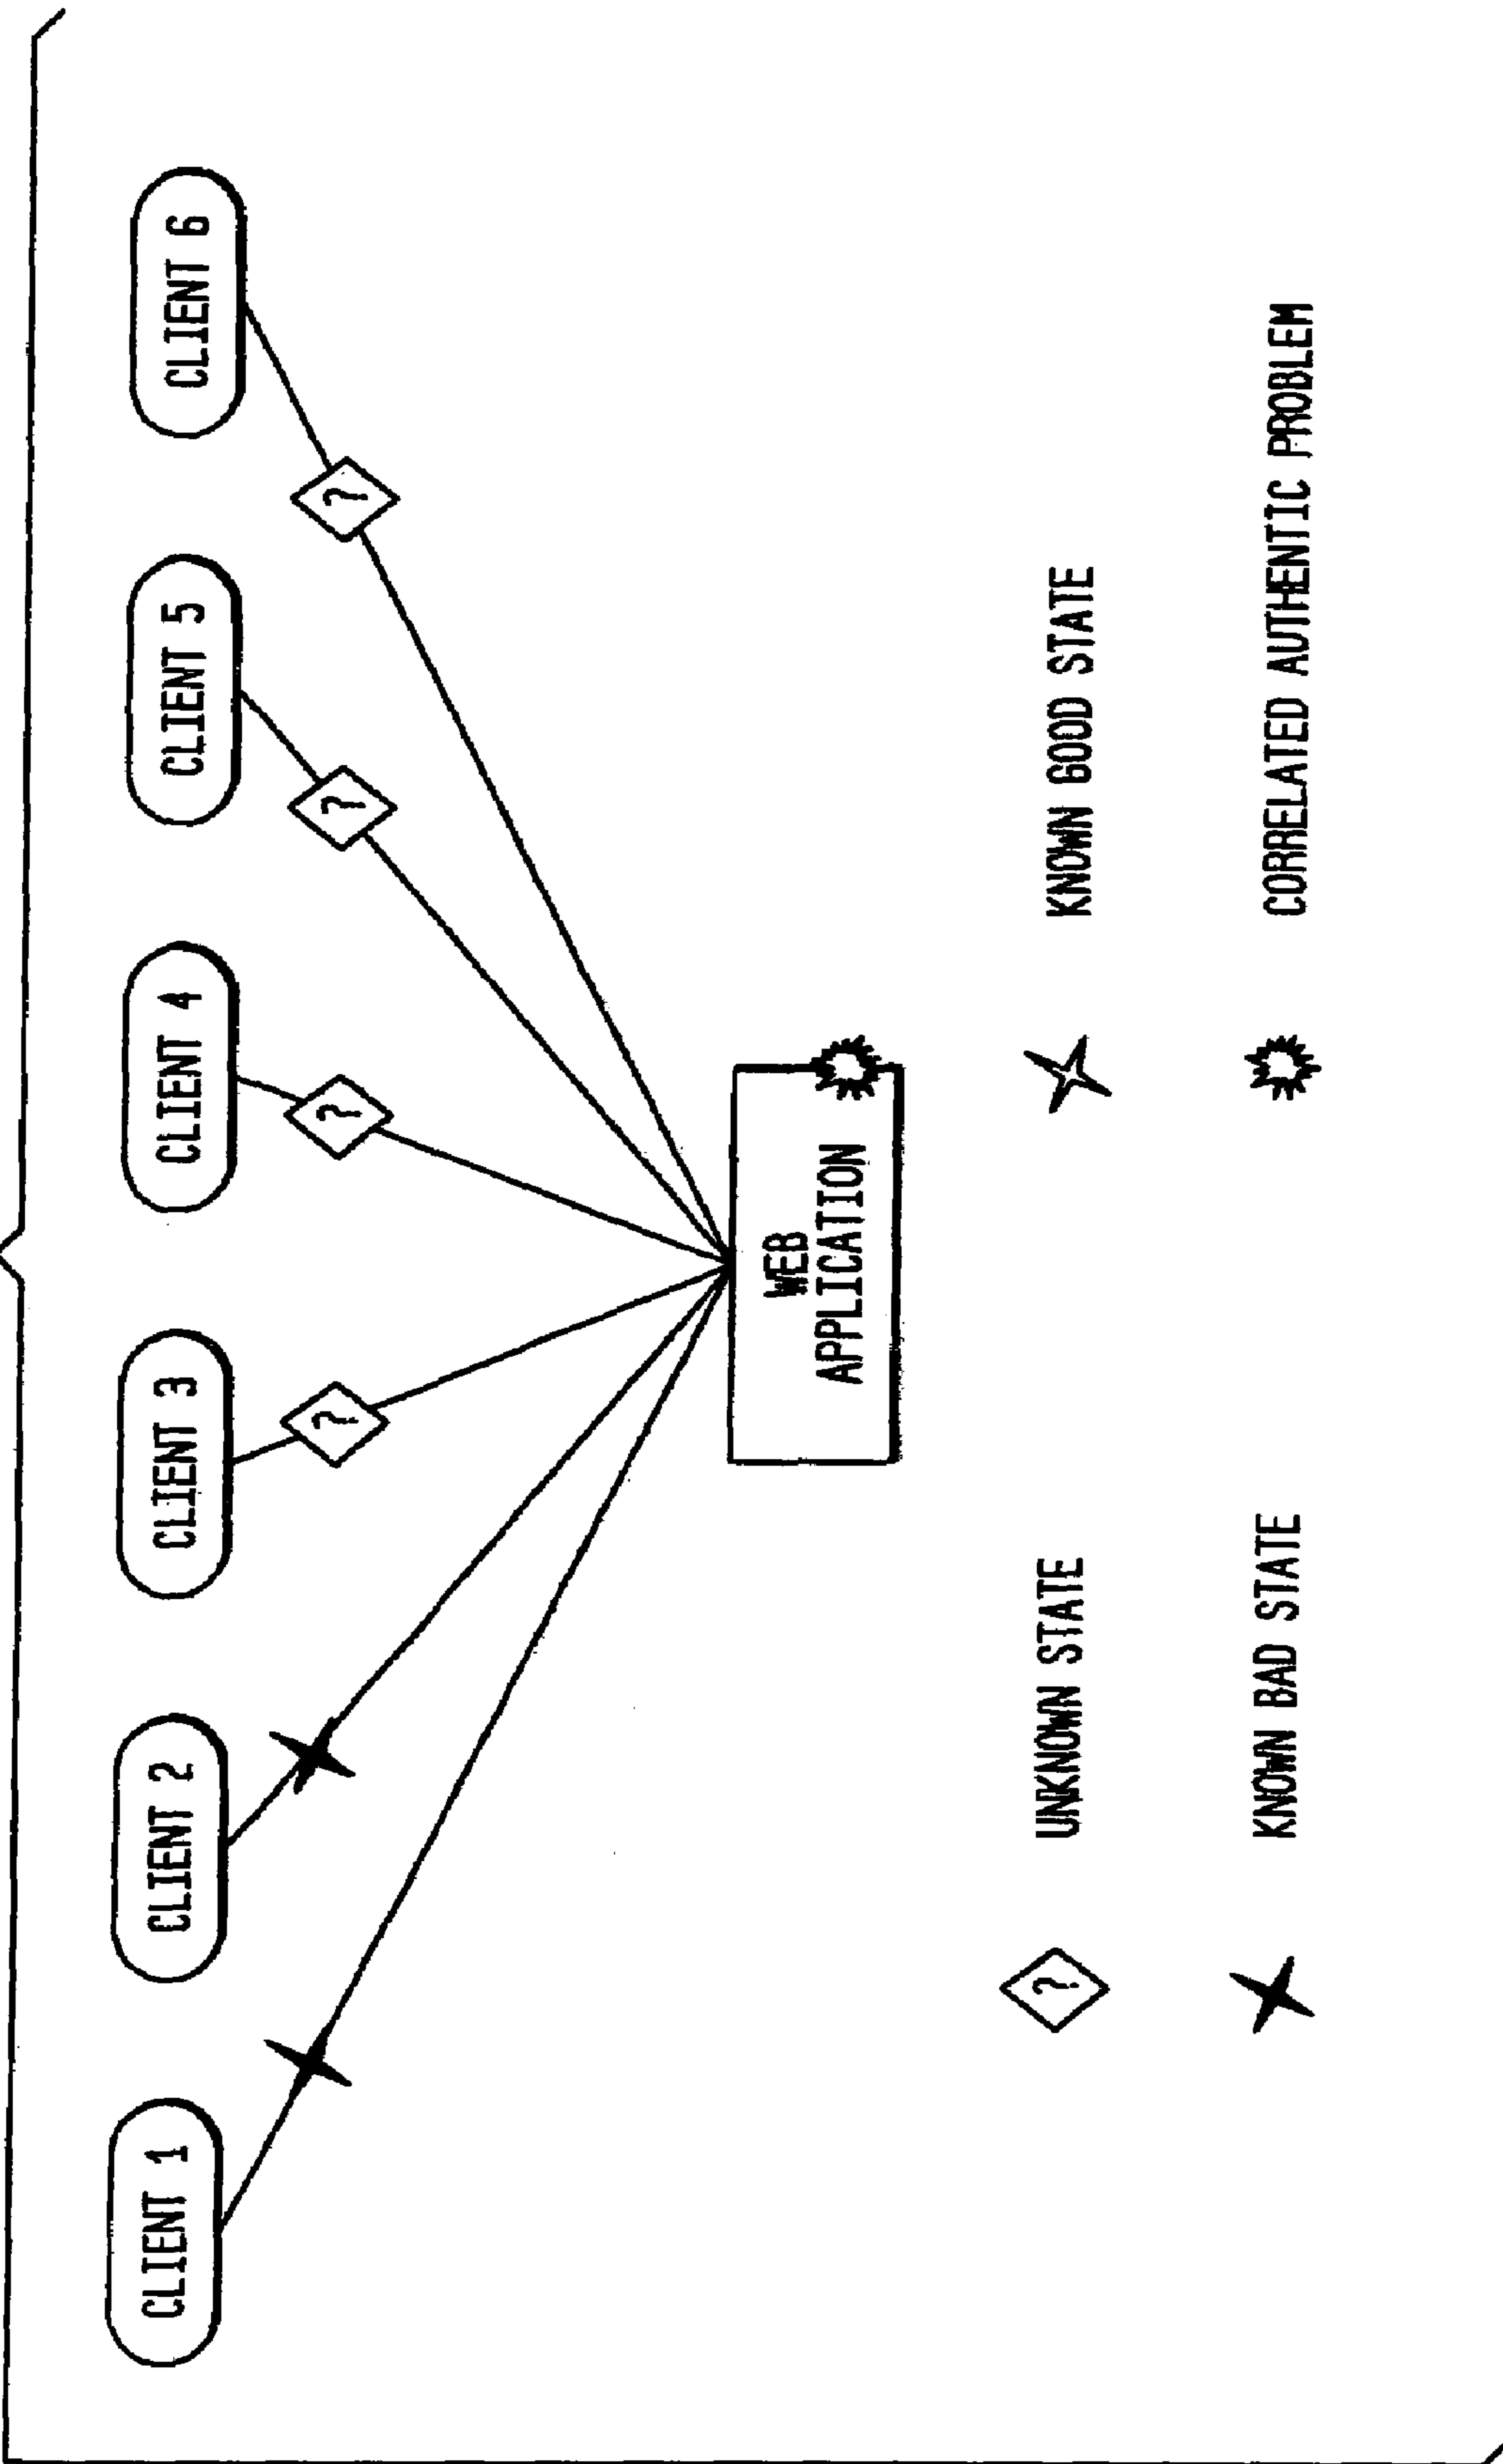 CLIENT 1
CLIENT 2
CLIENT 3
CLIENT 4
CLIENT 5
CLIENT 6
?
?
?
?
WEB
APPLICATION
? UNKNOWN STATE
KNOWN GOOD STATE
KNOWN BAD STATE
CORRELATED AUTHENTIC PROBLEM